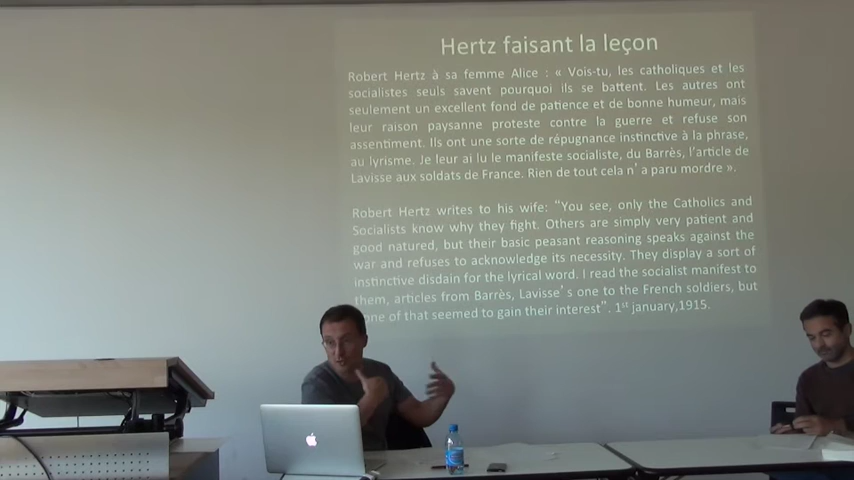 Hertz faisant la leçon
Robert Hertz à sa femme Alice : « Vois-tu, les catholiques et les
socialistes seuls savent pourquoi ils se battent. Les autres ont
seulement un excellent fond de patience et de bonne humeur, mais
leur raison paysanne proteste contre la guerre et refuse son
assentiment. Ils ont une sorte de répugnance instinctive à la phrase,
au lyrisme. Je leur ai lu le manifeste socialiste, du Barrès, l'article de
Lavisse aux soldats de France. Rien de tout cela n'a paru mordre ».
Robert Hertz writes to his wife: "You see, only the Catholics and
Socialists know why they fight. Others are simply very patient and
good natured, but their basic peasant reasoning speaks against the
war and refuses to acknowledge its necessity. They display a sort of
instinctive disdain for the lyrical word. I read the socialist manifest to
them, articles from Barrès, Lavisse's one to the French soldiers, but
one of that seemed to gain their interest". 1st january,1915.